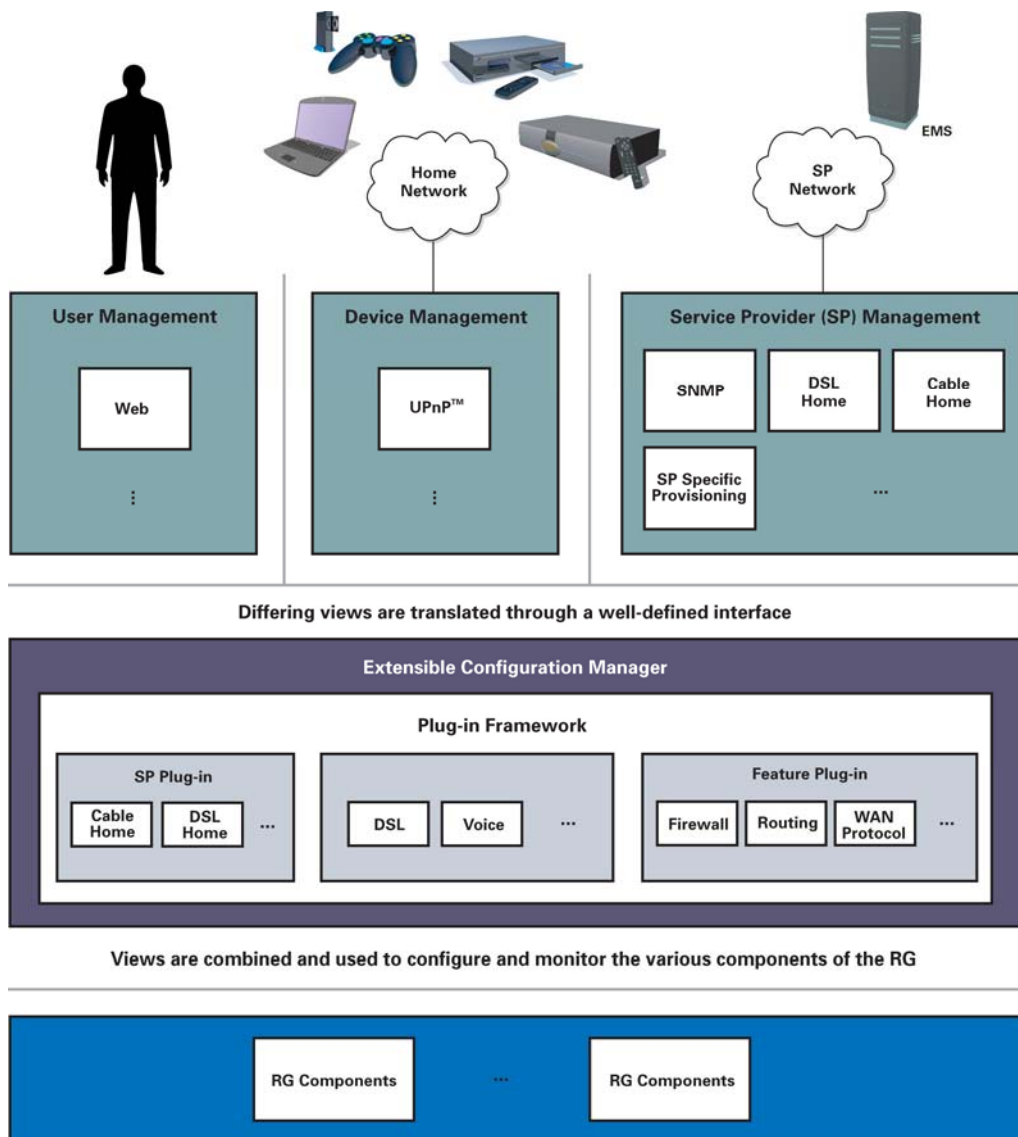 EMS
Home
Network
SP
Network
User Management
Web
⋮
Device Management
UPnP™
⋮
Service Provider (SP) Management
SNMP
DSL
Home
Cable
Home
SP Specific
Provisioning
...
Differing views are translated through a well-defined interface
Extensible Configuration Manager
Plug-in Framework
SP Plug-in
Cable
Home
DSL
Home
...
DSL
Voice
...
Feature Plug-in
Firewall
Routing
WAN
Protocol
...
Views are combined and used to configure and monitor the various components of the RG
RG Components
...
RG Components